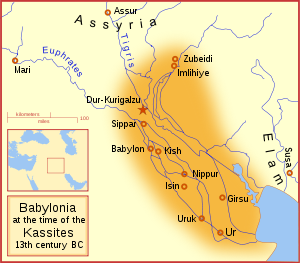 Assur
Assyria
Euphrates
Tigris
Zubeidi
Imlihiye
Mari
Dur-Kurigalzu
kilometers
miles
100
Sippar
Babylon
Kish
Nippur
Isin
Elam
Susa
Girsu
Uruk
Ur
Babylonia
at the time of the
Kassites
13th century BC